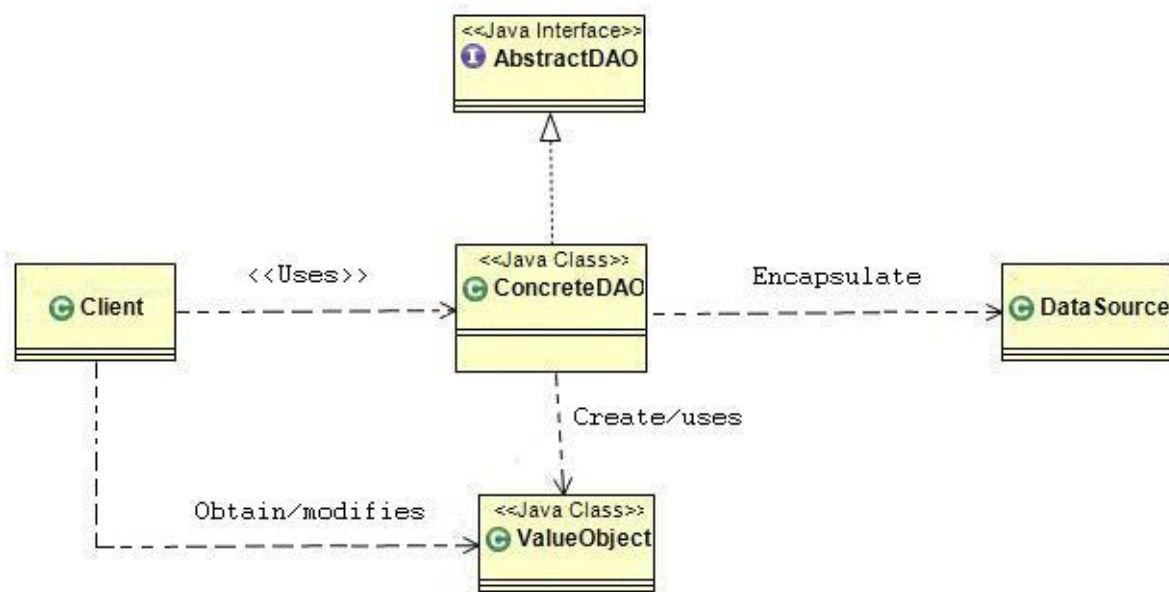 <<Java Interface>>
I AbstractDAO
<<Java Class>>
C ConcreteDAO
<<Uses>>
Encapsulate
C Client
C DataSource
Create/uses
Obtain/modifies
<<Java Class>>
C ValueObject